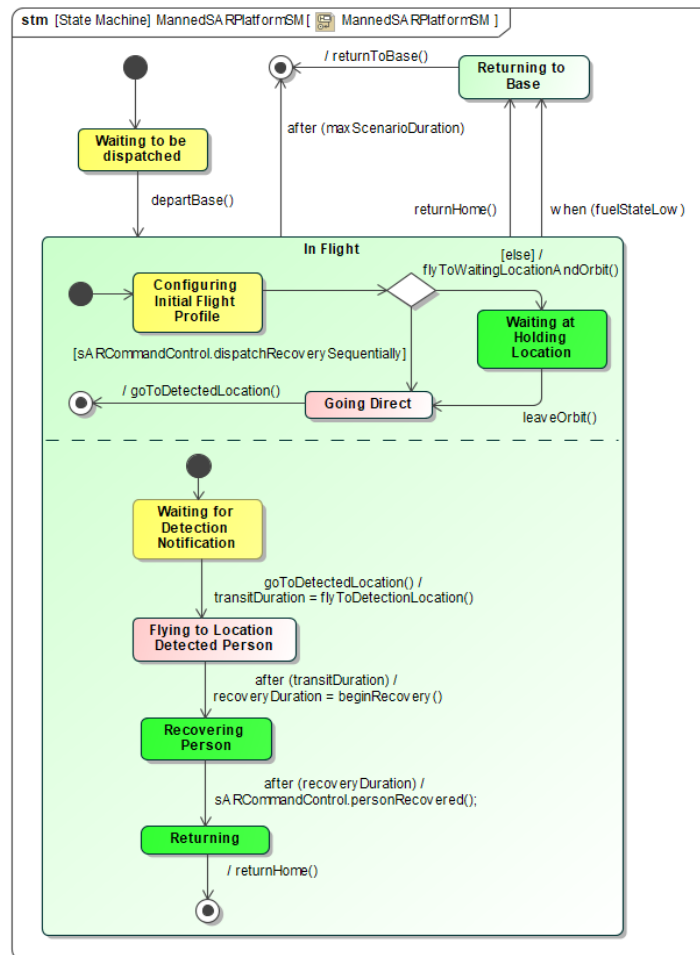 stm [State Machine] MannedSARPlatformSM[ MannedSARPlatformSM ]
/ returnToBase()
Returning to
Base
after (maxScenarioDuration)
Waiting to be
dispatched
departBase()
returnHome()
when (fuelStateLow)
In Flight
[else] /
flyToWaitingLocationAndOrbit()
Configuring
Initial Flight
Profile
Waiting at
Holding
Location
[sARCommandControl.dispatchRecoverySequentially]
/ goToDetectedLocation()
Going Direct
leaveOrbit()
Waiting for
Detection
Notification
goToDetectedLocation() /
transitDuration = flyToDetectionLocation()
Flying to Location
Detected Person
after (transitDuration) /
recoveryDuration = beginRecovery()
Recovering
Person
after (recoveryDuration) /
sARCommandControl.personRecovered();
Returning
/ returnHome()